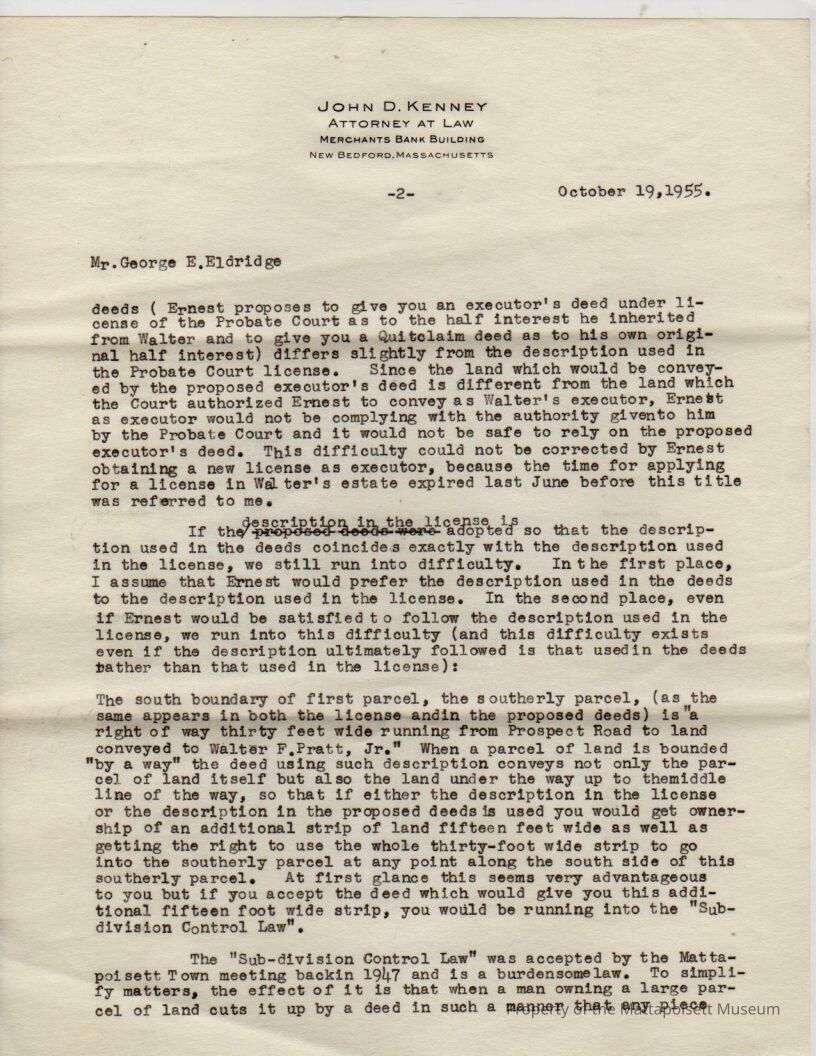 JOHN D. KENNEY
ATTORNEY AT LAW
MERCHANTS BANK BUILDING
NEW BEDFORD, MASSACHUSETTS
-2- October 19,1955.
Mr.George E.Eldridge
deeds ( Ernest proposes to give you an executor's deed under li-
cense of the Probate Court as to the half interest he inherited
from Walter and to give you a Quitclaim deed as to his own origi-
nal half interest) differs slightly from the description used in
the Probate Court license. Since the land which would be convey-
ed by the proposed executor's deed is different from the land which
the Court authorized Ernest to convey as Walter's executor, Ernest
as executor would not be complying with the authority givento him
by the Probate Court and it would not be safe to rely on the proposed
executor's deed. This difficulty could not be corrected by Ernest
obtaining a new license as executor, because the time for applying
for a license in Walter's estate expired last June before this title
was referred to me.
description in the license is
If the/ proposed deeds were adopted so that the descrip-
tion used in the deeds coincides exactly with the description used
in the license, we still run into difficulty. Inthe first place,
I assume that Ernest would prefer the description used in the deeds
to the description used in the license. In the second place, even
if Ernest would be satisfied to follow the description used in the
license, we run into this difficulty (and this difficulty exists
even if the description ultimately followed is that usedin the deeds
rather than that used in the license):
The south boundary of first parcel, the southerly parcel, (as the
same appears in both the license andin the proposed deeds) is "a
right of way thirty feet wide running from Prospect Road to land
conveyed to Walter F.Pratt, Jr." When a parcel of land is bounded
"by a way" the deed using such description conveys not only the par-
cel of land itself but also the land under the way up to themiddle
line of the way, so that if either the description in the license
or the description in the proposed deeds is used you would get owner-
ship of an additional strip of land fifteen feet wide as well as
getting the right to use the whole thirty-foot wide strip to go
into the southerly parcel at any point along the south side of this
southerly parcel. At first glance this seems very advantageous
to you but if you accept the deed which would give you this addi-
tional fifteen foot wide strip, you would be running into the "Sub-
division Control Law".
The "Sub-division Control Law" was accepted by the Matta-
poisett Town meeting backin 1947 and is a burdensomelaw. To simpli-
fy matters, the effect of it is that when a man owning a large par-
cel of land cuts it up by a deed in such a manner that any piece
Property of the Mattapoisett Museum